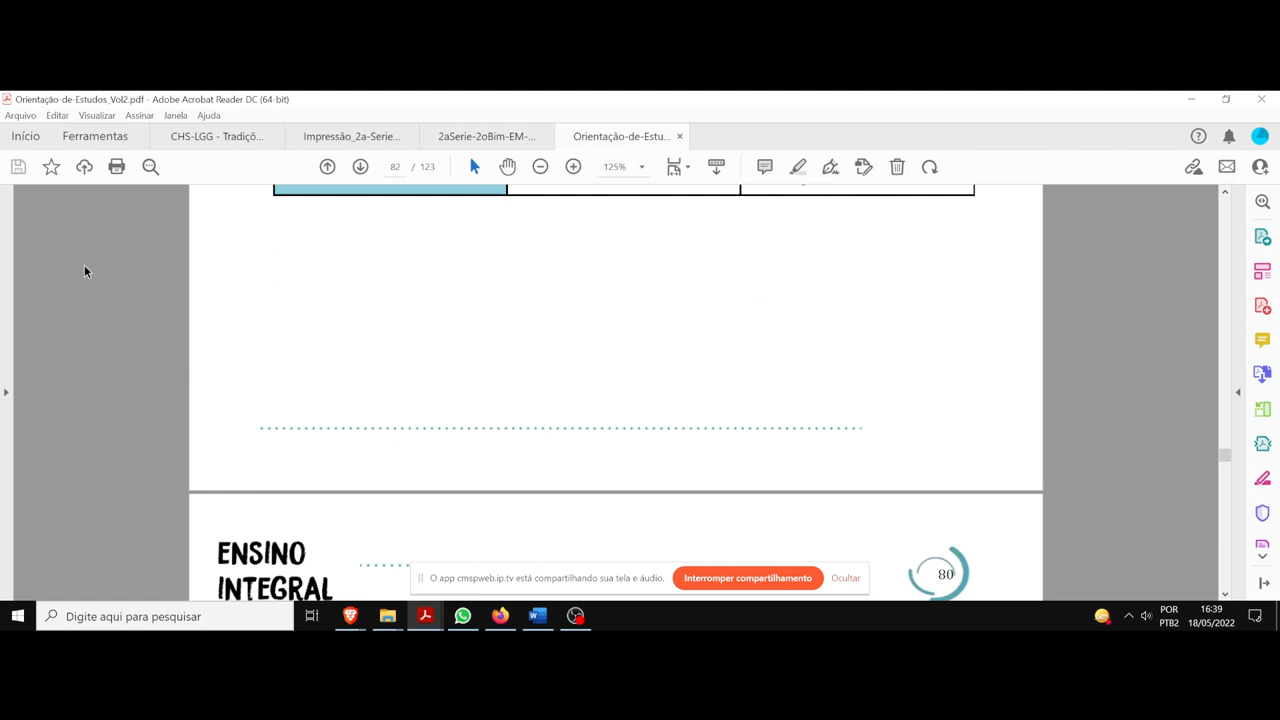 Orientação-de-Estudos_Vol2.pdf - Adobe Acrobat Reader DC (64-bit)
Arquivo Editar Visualizar Assinar Janela Ajuda
Início Ferramentas CHS-LGG - Tradiçõ... Impressão_2a-Serie... 2aSerie-2oBim-EM-... Orientação-de-Estu...
82 / 123 125%
ENSINO
INTEGRAL
80
O app cmspweb.ip.tv está compartilhando sua tela e áudio. Interromper compartilhamento Ocultar
Digite aqui para pesquisar
POR
PTB2
16:39
18/05/2022